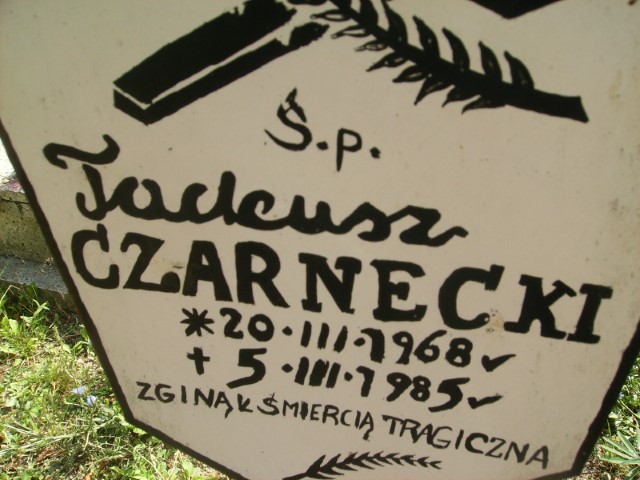 Ś.p.
Tadeusz
CZARNECKI
* 20.III.1968
+ 5.III.1985
ZGINĄŁ ŚMIERCIĄ TRAGICZNĄ